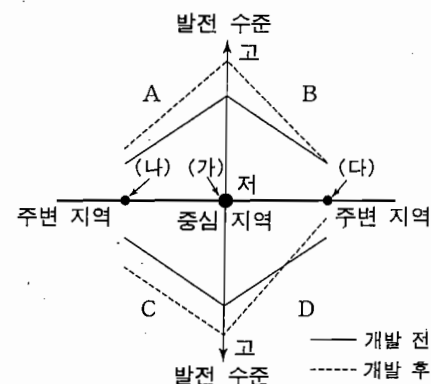 발전 수준
고
A B
(나) (가) (다)
저
주변 지역 중심 지역 주변 지역
C D
고
발전 수준
개발 전
개발 후